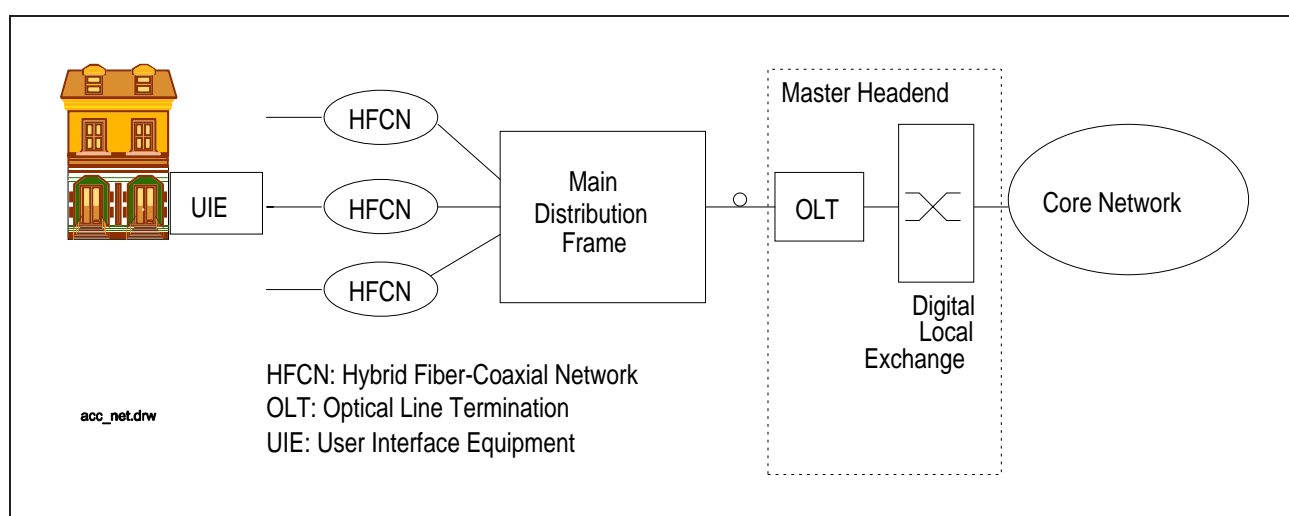 Master Headend
HFCN
HFCN
HFCN
UIE
Main
Distribution
Frame
OLT
Core Network
Digital
Local
Exchange
HFCN: Hybrid Fiber-Coaxial Network
OLT: Optical Line Termination
UIE: User Interface Equipment
acc_net.drw